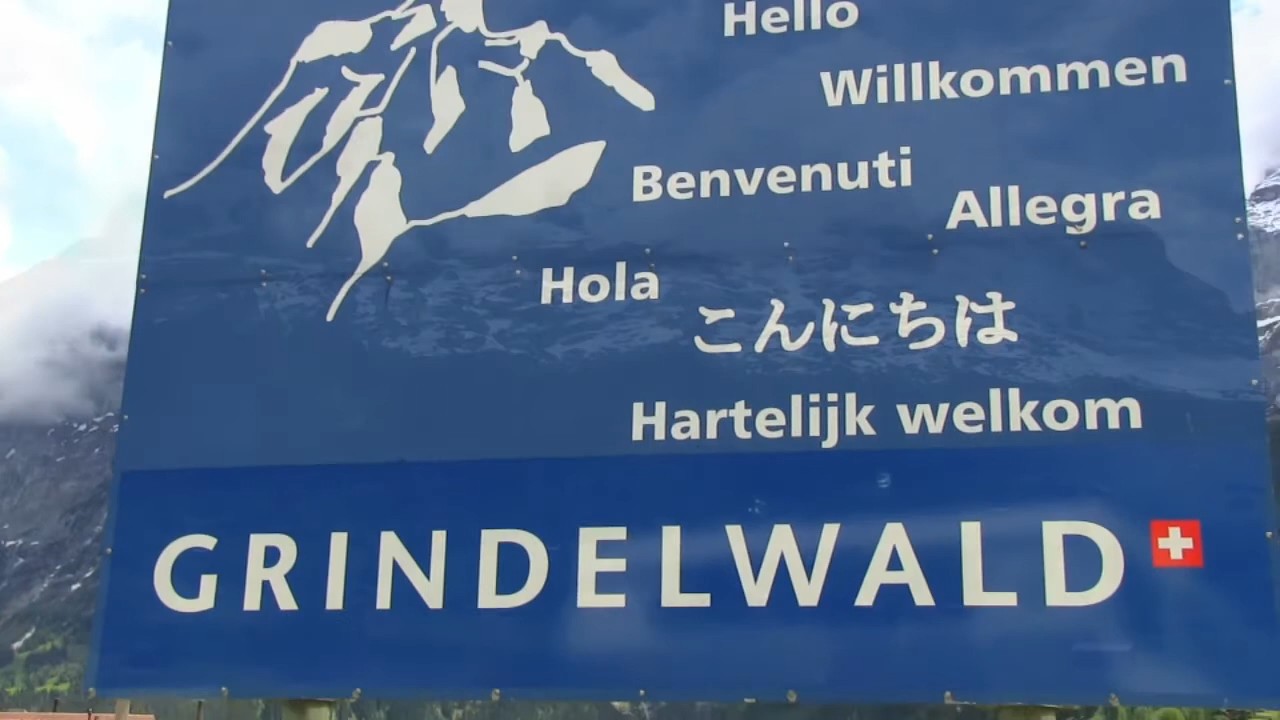 Hello
Willkommen
Benvenuti
Allegra
Hola
こんにちは
Hartelijk welkom
GRINDELWALD